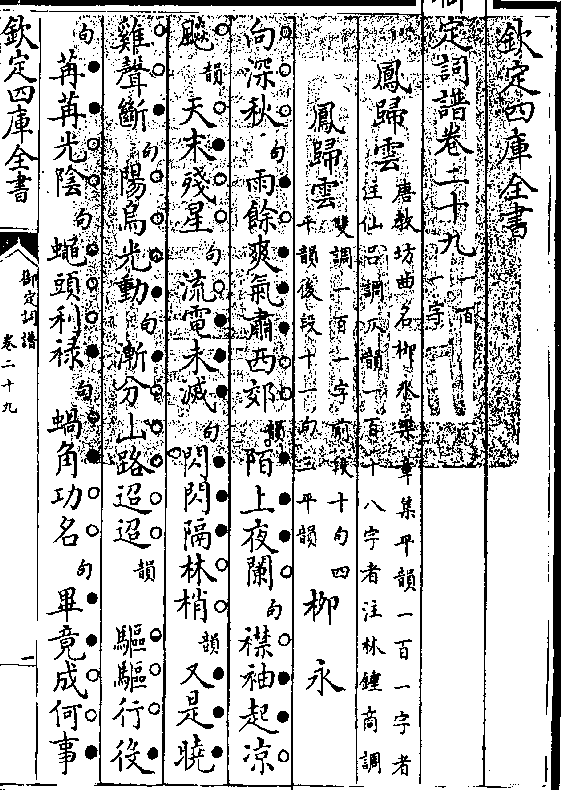 欽定四庫全書
御定詞譜卷二十九 一百一字
鳳歸雲 唐教坊曲名柳永樂章集平韻一百一字者注仙呂調仄韻一百十八字者注林鐘商調
鳳歸雲 雙調一百一字前段十句四平韻後段十一句三平韻 柳永
向深秋句雨餘爽氣肅西郊韻陌上夜闌句襟袖起凉
飈韻天末殘星句流電未滅句閃閃隔林梢韻又是曉
雞聲斷句陽烏光動句漸分山路迢迢韻 驅驅行役
句苒苒光陰句蠅頭利祿句蝸角功名句畢竟成何事
欽定四庫全書
御定詞譜
卷二十九
一